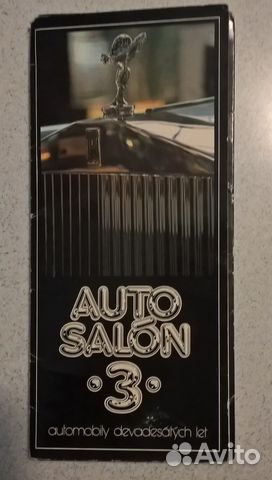 AUTO
SALÓN
·3·
automobily devadesátých let
Avito